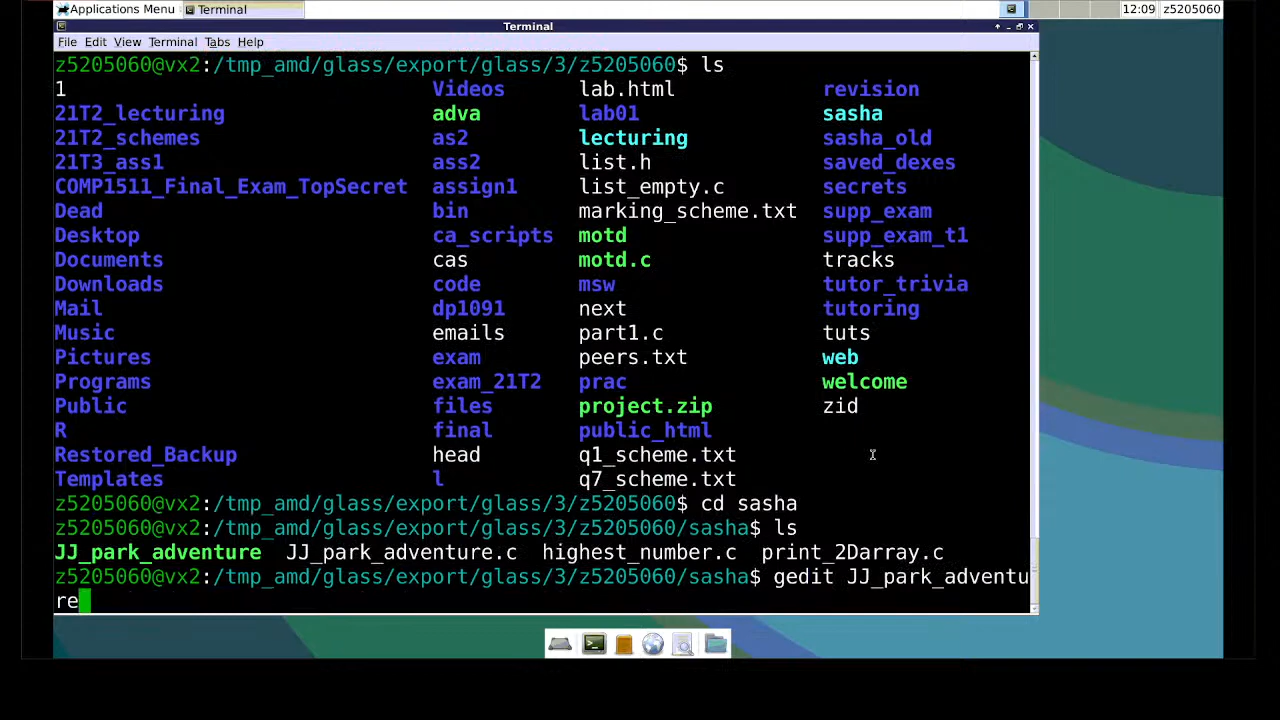 Applications Menu Terminal 12:09 z5205060
Terminal
File Edit View Terminal Tabs Help
z5205060@vx2:/tmp_amd/glass/export/glass/3/z5205060$ ls
1 Videos lab.html revision
21T2_lecturing adva lab01 sasha
21T2_schemes as2 lecturing sasha_old
21T3_ass1 ass2 list.h saved_dexes
COMP1511_Final_Exam_TopSecret assign1 list_empty.c secrets
Dead bin marking_scheme.txt supp_exam
Desktop ca_scripts motd supp_exam_t1
Documents cas motd.c tracks
Downloads code msw tutor_trivia
Mail dp1091 next tutoring
Music emails part1.c tuts
Pictures exam peers.txt web
Programs exam_21T2 prac welcome
Public files project.zip zid
R final public_html
Restored_Backup head q1_scheme.txt
Templates l q7_scheme.txt
z5205060@vx2:/tmp_amd/glass/export/glass/3/z5205060$ cd sasha
z5205060@vx2:/tmp_amd/glass/export/glass/3/z5205060/sasha$ ls
JJ_park_adventure JJ_park_adventure.c highest_number.c print_2Darray.c
z5205060@vx2:/tmp_amd/glass/export/glass/3/z5205060/sasha$ gedit JJ_park_adventu
re